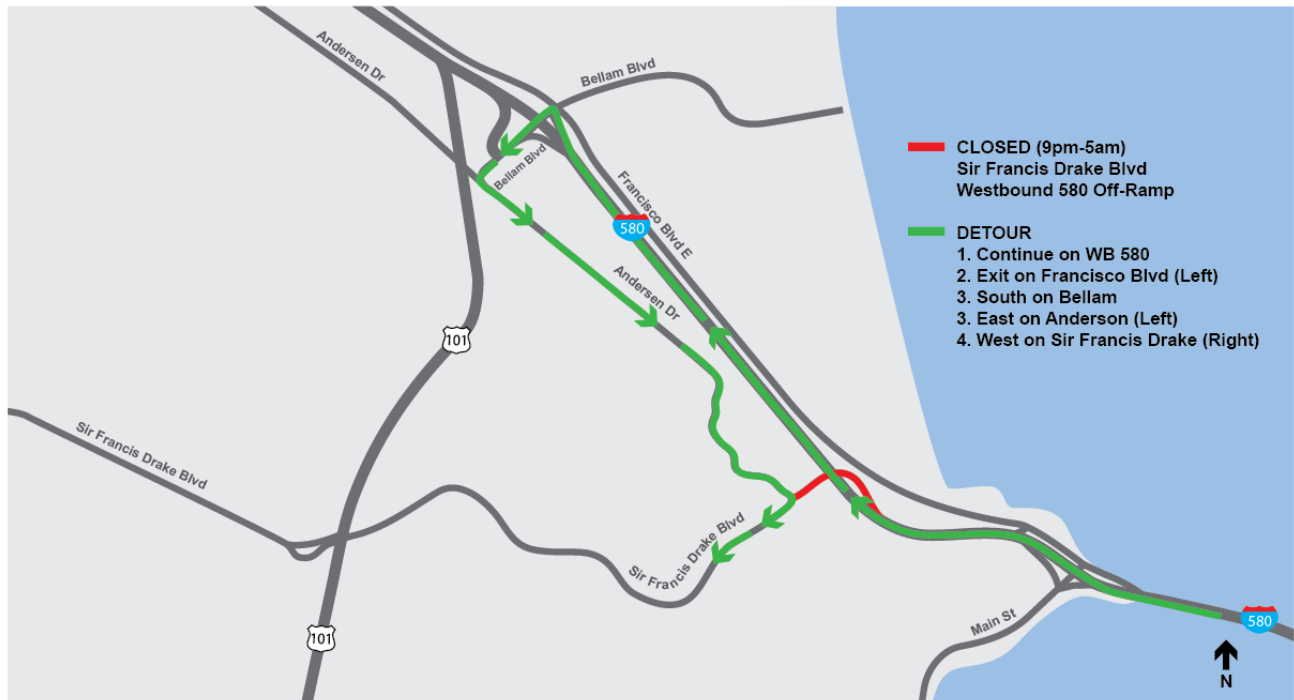 Andersen Dr
Bellam Blvd
Bellam Blvd
Francisco Blvd E
580
Andersen Dr
101
Sir Francis Drake Blvd
Sir Francis Drake Blvd
101
Main St
580
N
CLOSED (9pm-5am)
Sir Francis Drake Blvd
Westbound 580 Off-Ramp
DETOUR
1. Continue on WB 580
2. Exit on Francisco Blvd (Left)
3. South on Bellam
3. East on Anderson (Left)
4. West on Sir Francis Drake (Right)